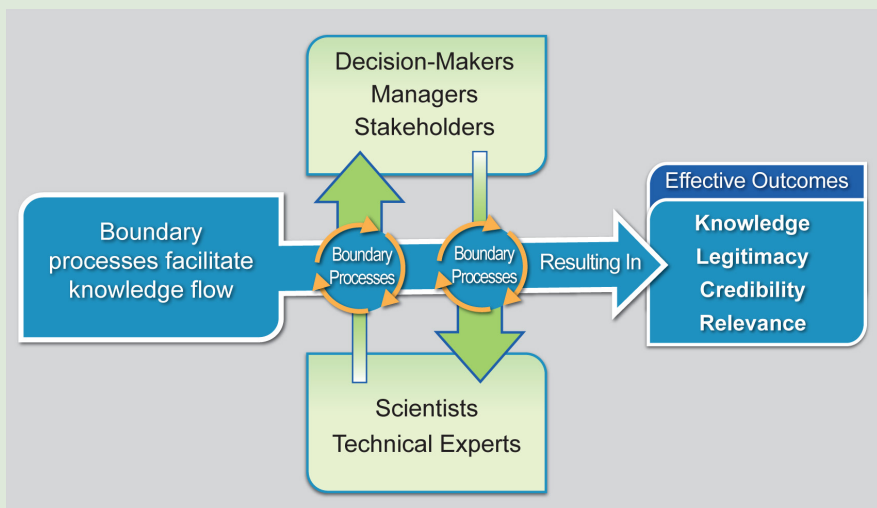 Decision-Makers
Managers
Stakeholders
Boundary
processes facilitate
knowledge flow
Boundary
Processes
Boundary
Processes
Resulting In
Effective Outcomes
Knowledge
Legitimacy
Credibility
Relevance
Scientists
Technical Experts